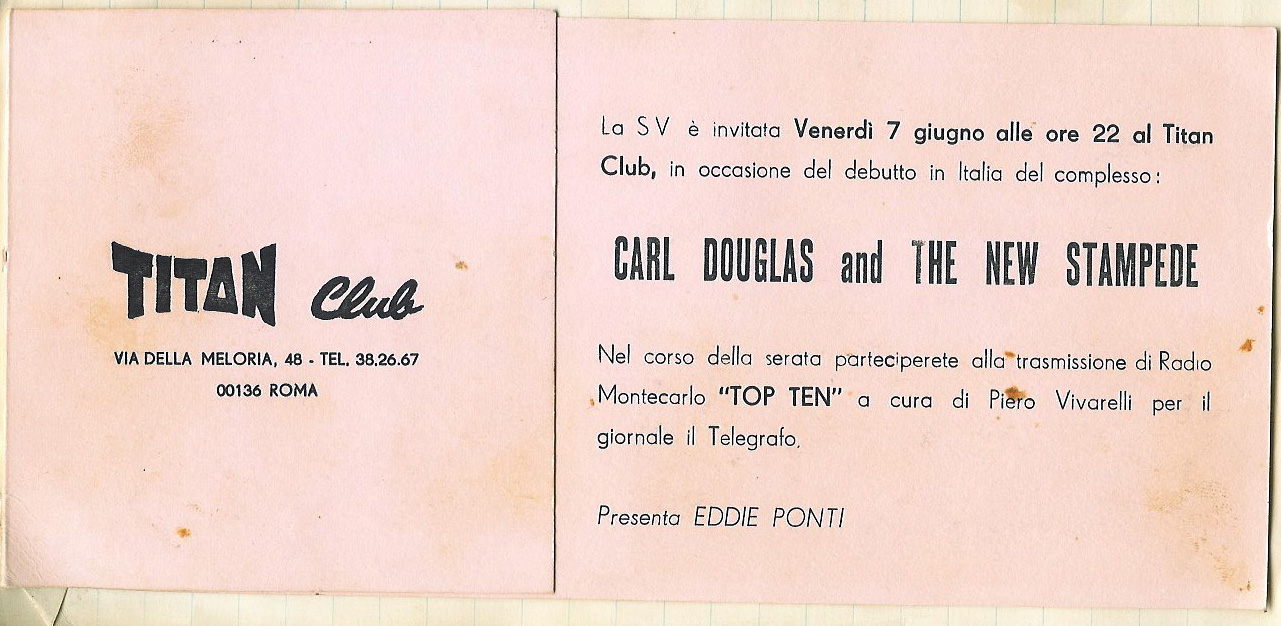 TITAN Club
VIA DELLA MELORIA, 48 - TEL. 38.26.67
00136 ROMA
La SV è invitata Venerdì 7 giugno alle ore 22 al Titan
Club, in occasione del debutto in Italia del complesso:
CARL DOUGLAS and THE NEW STAMPEDE
Nel corso della serata parteciperete alla trasmissione di Radio
Montecarlo "TOP TEN" a cura di Piero Vivarelli per il
giornale il Telegrafo.
Presenta EDDIE PONTI